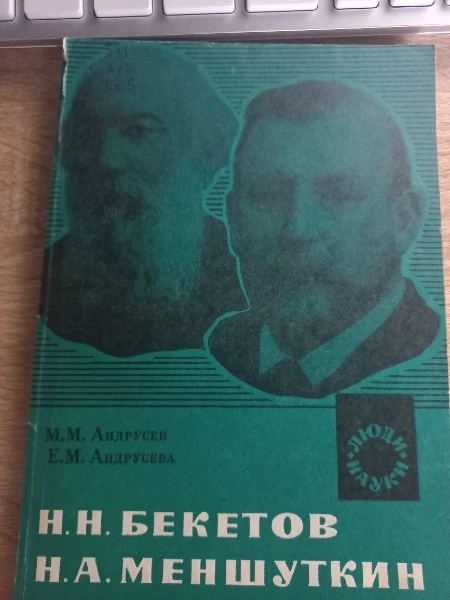 М.М. Андрусев
Е.М. Андрусева
ЛЮДИ
НАУКИ
Н.Н. БЕКЕТОВ
Н.А. МЕНШУТКИН